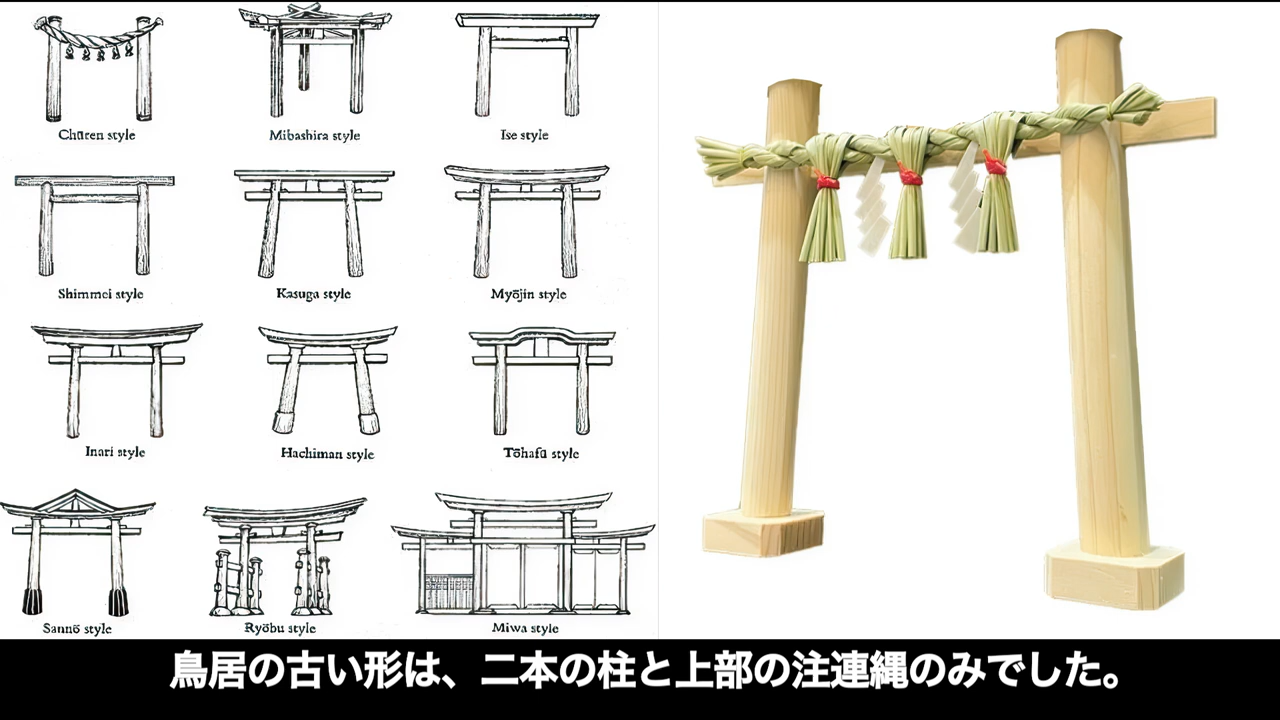 Chūren style
Mibashira style
Ise style
Shimmei style
Kasuga style
Myōjin style
Inari style
Hachiman style
Tōhafū style
Sannō style
Ryōbu style
Miwa style
鳥居の古い形は、二本の柱と上部の注連縄のみでした。